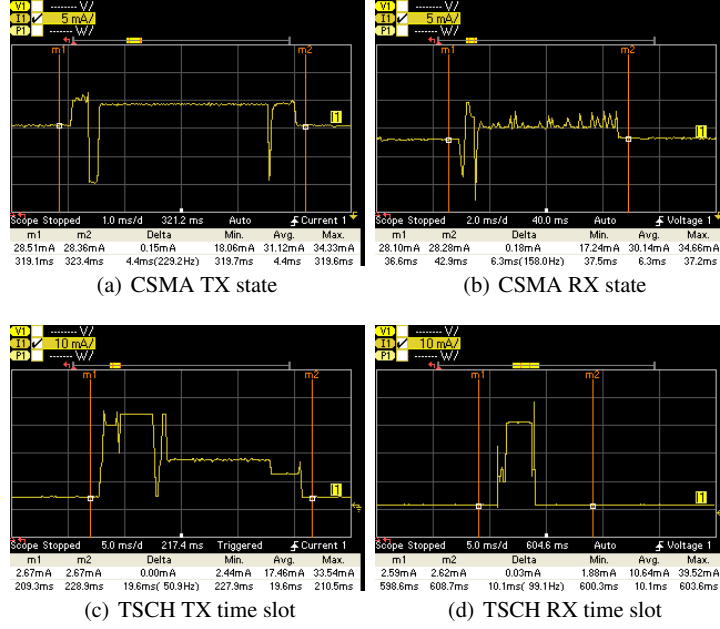 V1 ------- V/ V1 ------- V/
I1 5 mA/ I1 5 mA/
P1 ------- W/ P1 ------- W/
m1 m2 m1 m2
I1 I1
Scope Stopped 1.0 ms/ 321.2 ms Auto Current 1 Scope Stopped 2.0 ms/ 40.0 ms Auto Voltage 1
m1 m2 Delta Min. Avg. Max. m1 m2 Delta Min. Avg. Max.
28.51mA 28.36mA 0.15mA 18.06mA 31.12mA 34.33mA 28.10mA 28.28mA 0.18mA 17.24mA 30.14mA 34.66mA
319.1ms 323.4ms 4.4ms(229.2Hz) 319.7ms 4.4ms 319.6ms 36.6ms 42.9ms 6.3ms(158.0Hz) 37.5ms 6.3ms 37.2ms
(a) CSMA TX state (b) CSMA RX state
V1 ------- V/ V1 ------- V/
I1 10 mA/ I1 10 mA/
P1 ------- W/ P1 ------- W/
m1 m2 m1 m2
I1 I1
Scope Stopped 5.0 ms/ 217.4 ms Triggered Current 1 Scope Stopped 5.0 ms/ 604.6 ms Auto Voltage 1
m1 m2 Delta Min. Avg. Max. m1 m2 Delta Min. Avg. Max.
2.67mA 2.67mA 0.00mA 2.44mA 17.46mA 33.54mA 2.59mA 2.62mA 0.03mA 1.88mA 10.64mA 39.52mA
209.3ms 228.9ms 19.6ms( 50.9Hz) 227.9ms 19.6ms 210.5ms 598.6ms 608.7ms 10.1ms( 99.1Hz) 600.3ms 10.1ms 603.6ms
(c) TSCH TX time slot (d) TSCH RX time slot